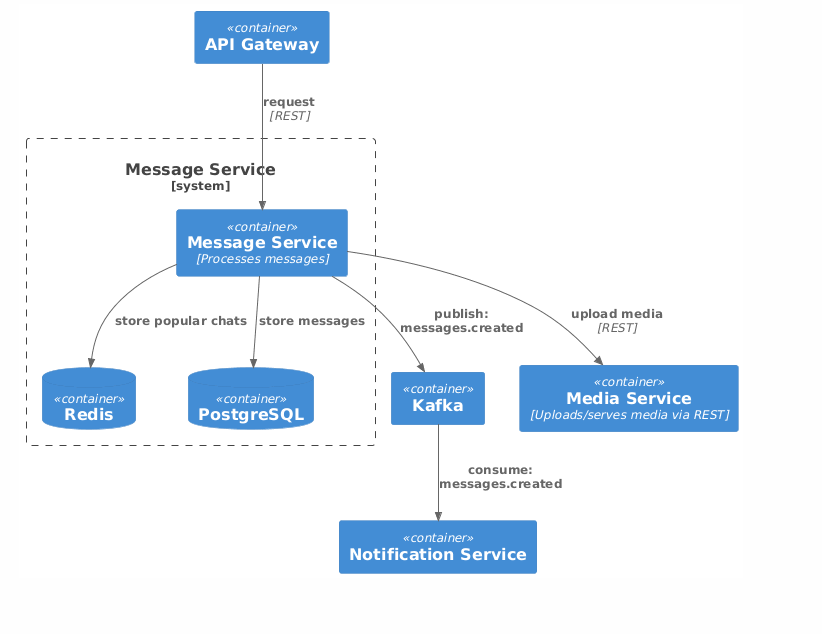 «container»
API Gateway
request
[REST]
Message Service
[system]
«container»
Message Service
[Processes messages]
store popular chats
store messages
publish:
messages.created
upload media
[REST]
«container»
Redis
«container»
PostgreSQL
«container»
Kafka
«container»
Media Service
[Uploads/serves media via REST]
consume:
messages.created
«container»
Notification Service